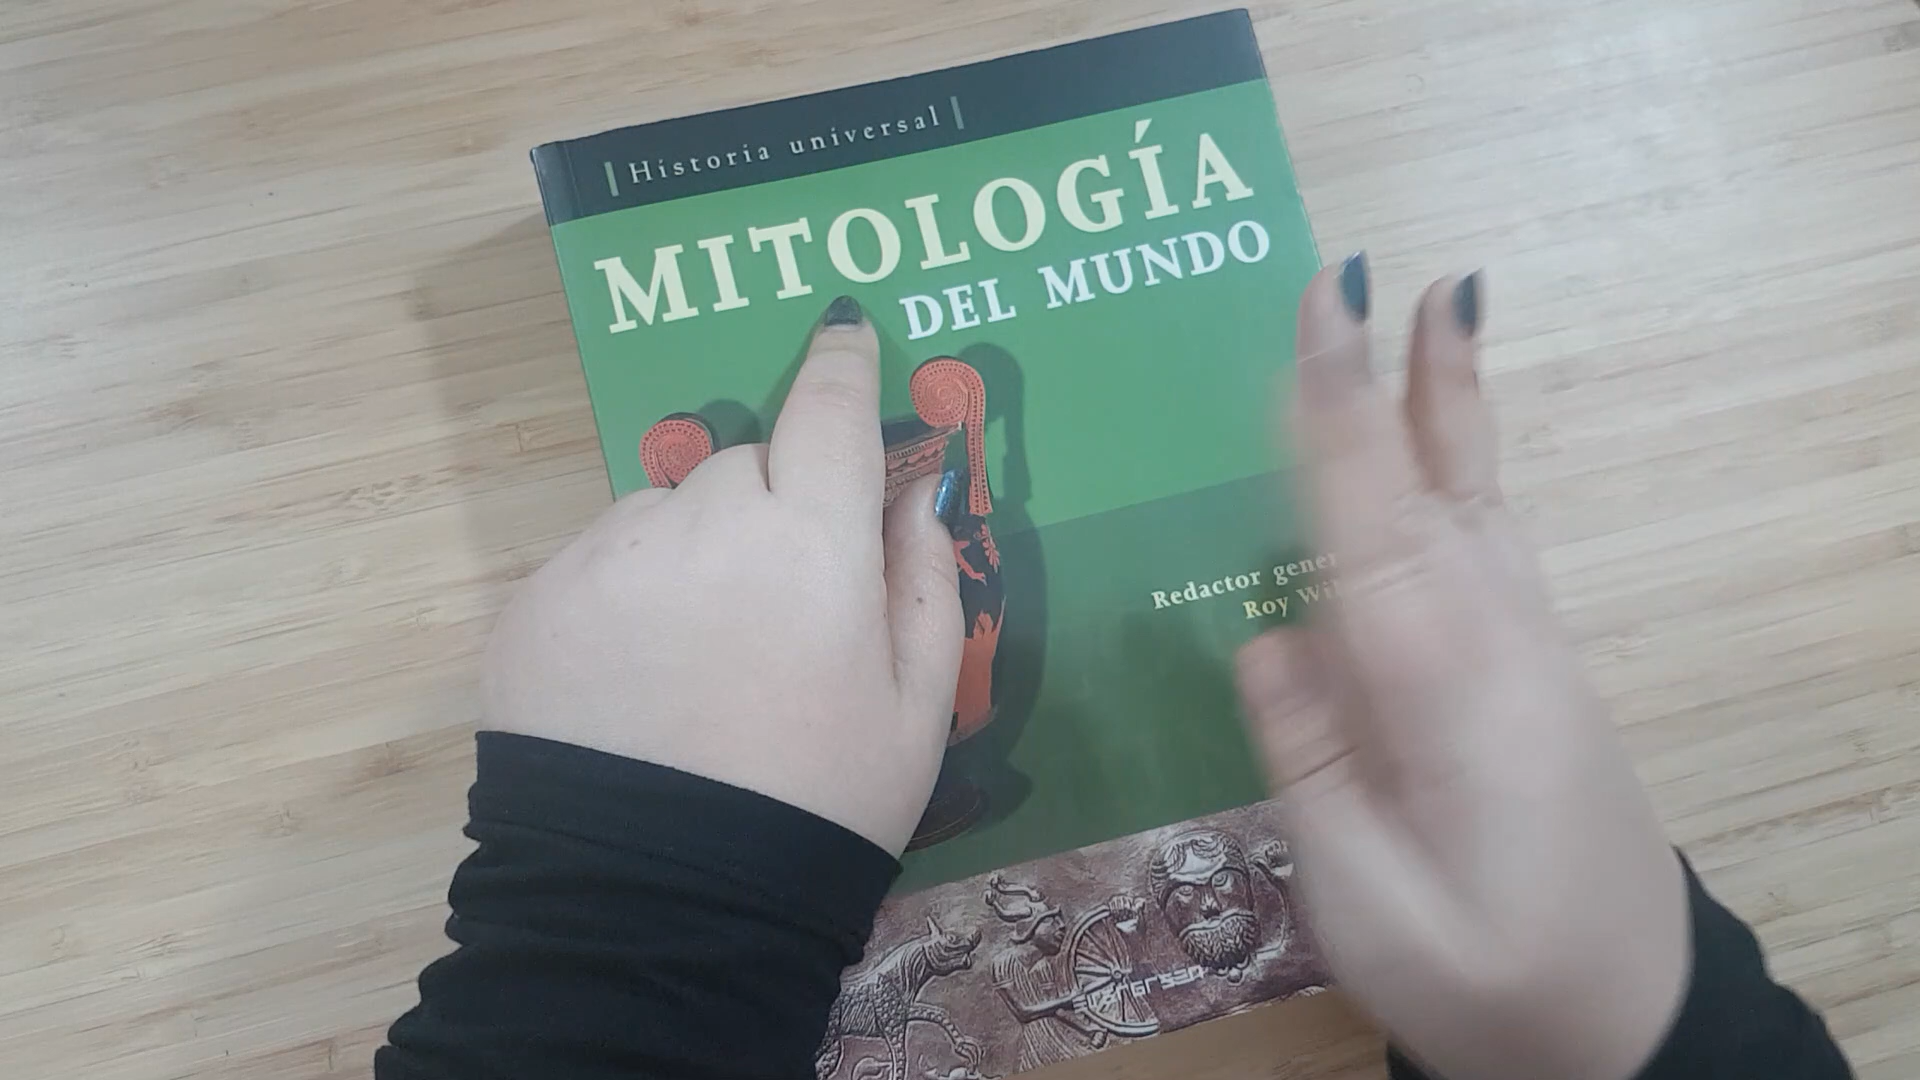 Historia universal
MITOLOGÍA
DEL MUNDO
Redactor
Roy